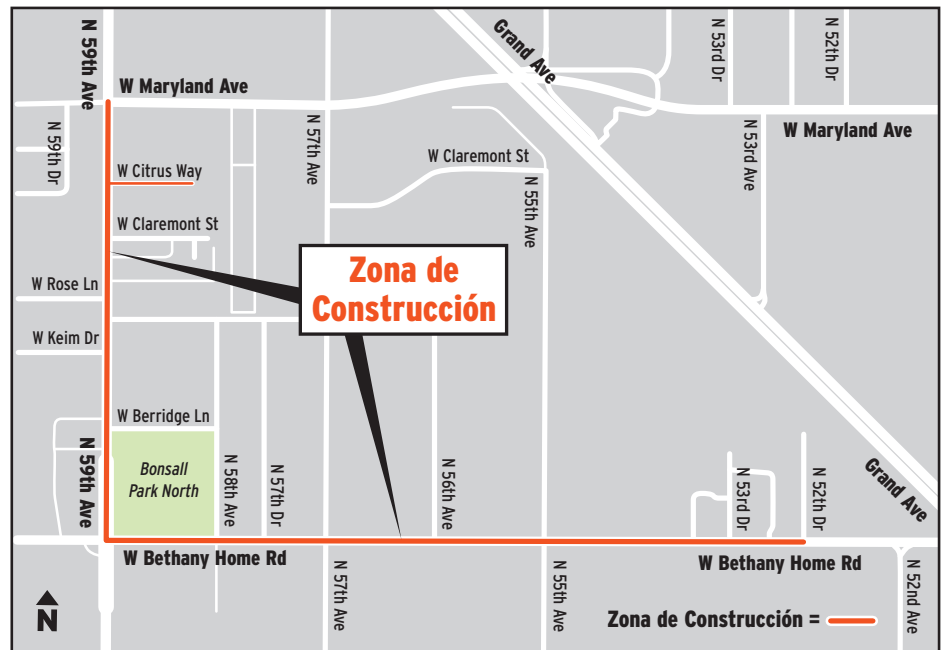 N 59th Ave
W Maryland Ave
Grand Ave
N 53rd Dr
N 52th Dr
W Maryland Ave
N 59th Dr
N 57th Ave
W Claremont St
N 53rd Ave
W Citrus Way
N 55th Ave
W Claremont St
Zona de
Construcción
W Rose Ln
W Keim Dr
W Berridge Ln
N 59th Ave
Bonsall
Park North
N 58th Ave
N 57th Dr
N 56th Ave
N 53rd Dr
N 52th Dr
Grand Ave
W Bethany Home Rd
W Bethany Home Rd
N 57th Ave
N 55th Ave
N 52nd Ave
N
Zona de Construcción =